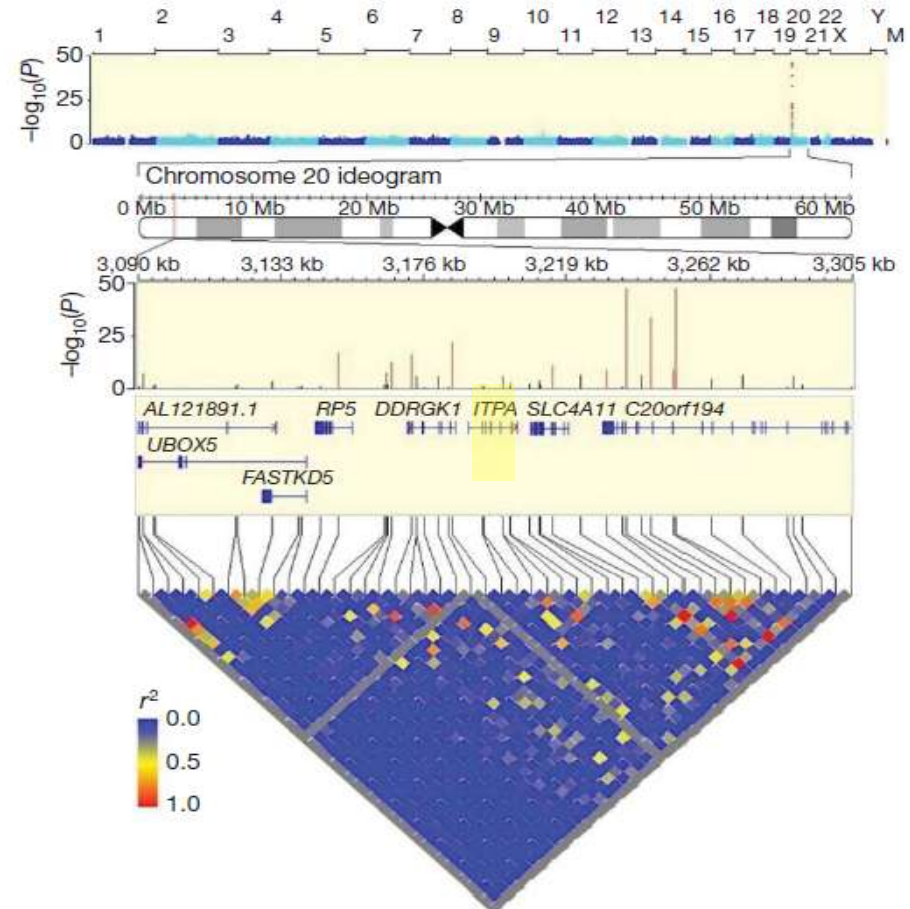 2 4 6 8 10 12 14 16 18 20 22 Y
1 3 5 7 9 11 13 15 17 19 21 X M
50
25
0
–log10(P)
Chromosome 20 ideogram
0 Mb 10 Mb 20 Mb 30 Mb 40 Mb 50 Mb 60 Mb
3,090 kb 3,133 kb 3,176 kb 3,219 kb 3,262 kb 3,305 kb
50
25
0
–log10(P)
AL121891.1 RP5 DDRGK1 ITPA SLC4A11 C20orf194
UBOX5
FASTKD5
r2
0.0
0.5
1.0